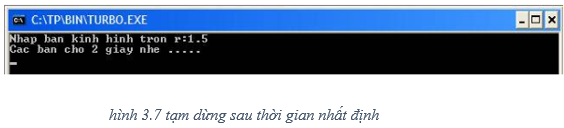 C:\TP\BIN\TURBO.EXE
Nhap ban kinh hinh tron r:1.5
Cac ban cho 2 giay nhe .....
hình 3.7 tạm dừng sau thời gian nhất định